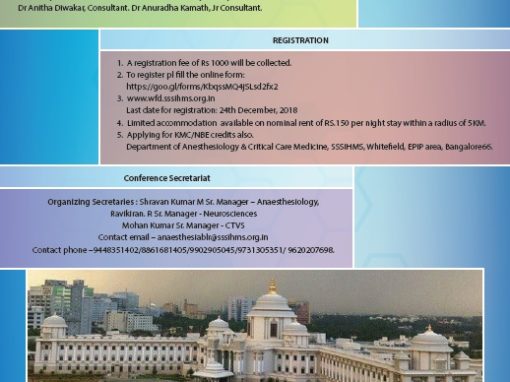 Dr Anitha Diwakar, Consultant. Dr Anuradha Kamath, Jr Consultant.
REGISTRATION
1. A registration fee of Rs 1000 will be collected.
2. To register pl fill the online form:
https://goo.gl/forms/KbqssMQ4JSLsd2fx2
3. www.wfd.sssihms.org.in
Last date for registration: 24th December, 2018
4. Limited accommodation available on nominal rent of RS.150 per night stay within a radius of 5KM.
5. Applying for KMC/NBE credits also.
Department of Anesthesiology & Critical Care Medicine, SSSIHMS, Whitefield, EPIP area, Bangalore66.
Conference Secretariat
Organizing Secretaries : Shravan Kumar M Sr. Manager – Anaesthesiology,
Ravikiran. R Sr. Manager - Neurosciences
Mohan Kumar Sr. Manager - CTVS
Contact email – anaesthesiablr@sssihms.org.in
Contact phone –9448351402/8861681405/9902905045/9731305351/ 9620207698.